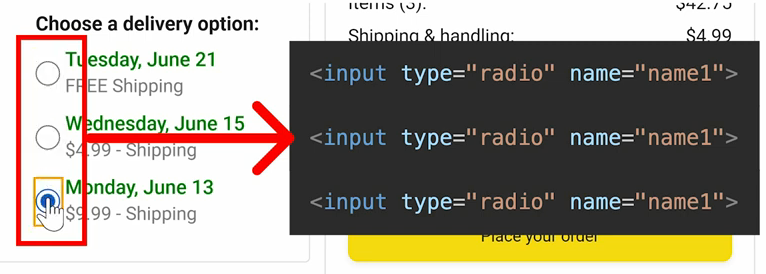 Choose a delivery option:
Tuesday, June 21
FREE Shipping
Wednesday, June 15
$4.99 - Shipping
Monday, June 13
$9.99 - Shipping
Items (3): $42.75
Shipping & handling: $4.99
<input type="radio" name="name1">
<input type="radio" name="name1">
<input type="radio" name="name1">
Place your order